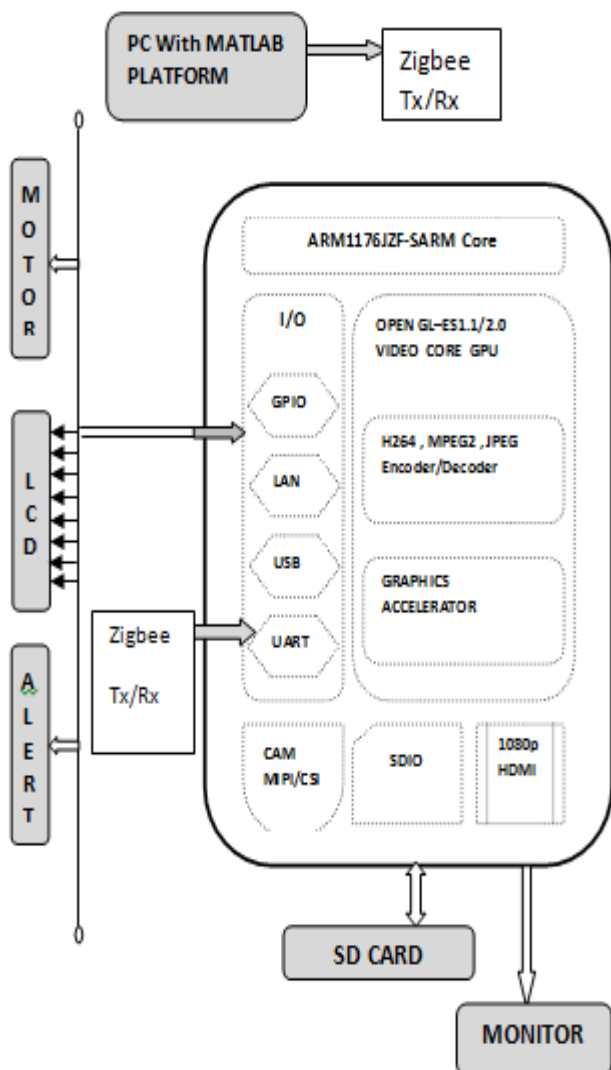 PC With MATLAB
PLATFORM
Zigbee
Tx/Rx
M
O
T
O
R
ARM1176JZF-SARM Core
I/O
OPEN GL-ES1.1/2.0
VIDEO CORE GPU
GPIO
H264 , MPEG2 , JPEG
Encoder/Decoder
L
C
D
LAN
USB
GRAPHICS
ACCELERATOR
UART
Zigbee
Tx/Rx
A
L
E
R
T
CAM
MIPI/CSI
SDIO
1080p
HDMI
SD CARD
MONITOR